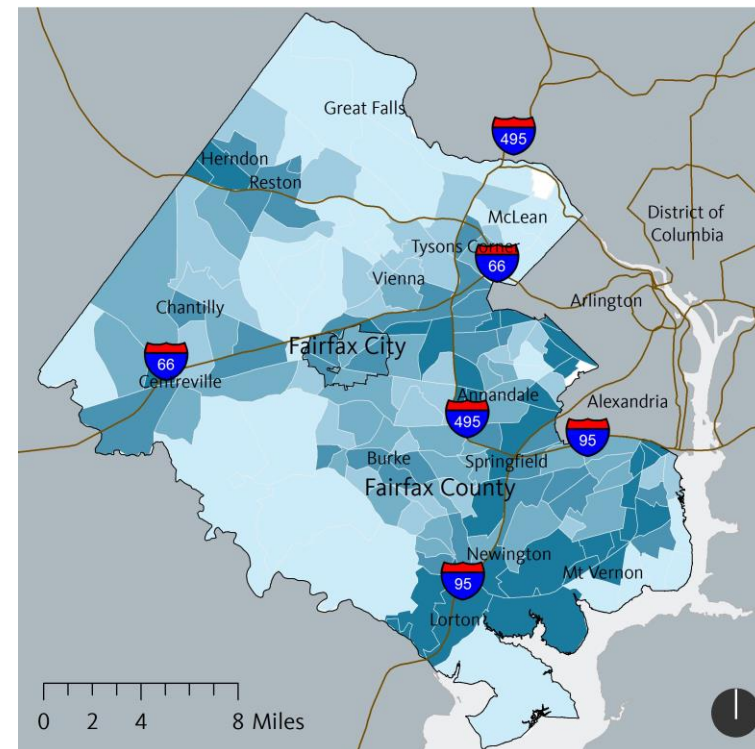 Great Falls
495
Herndon
Reston
McLean
District of
Columbia
Tysons Corner
66
Vienna
Arlington
Chantilly
Fairfax City
66
Centreville
Annandale
Alexandria
495
95
Burke
Springfield
Fairfax County
Newington
Mt Vernon
95
Lorton
0 2 4 8 Miles